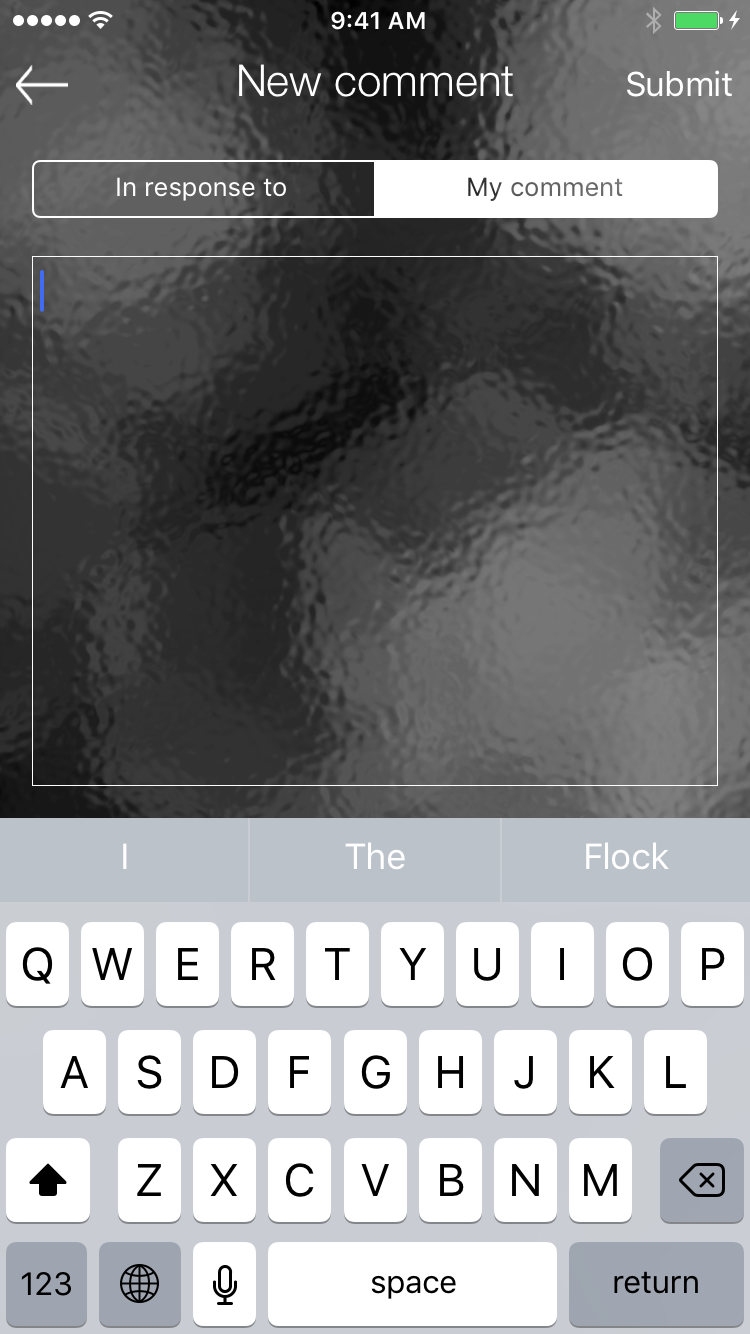 9:41 AM
New comment
Submit
In response to
My comment
I The Flock
Q W E R T Y U I O P
A S D F G H J K L
Z X C V B N M
123 space return